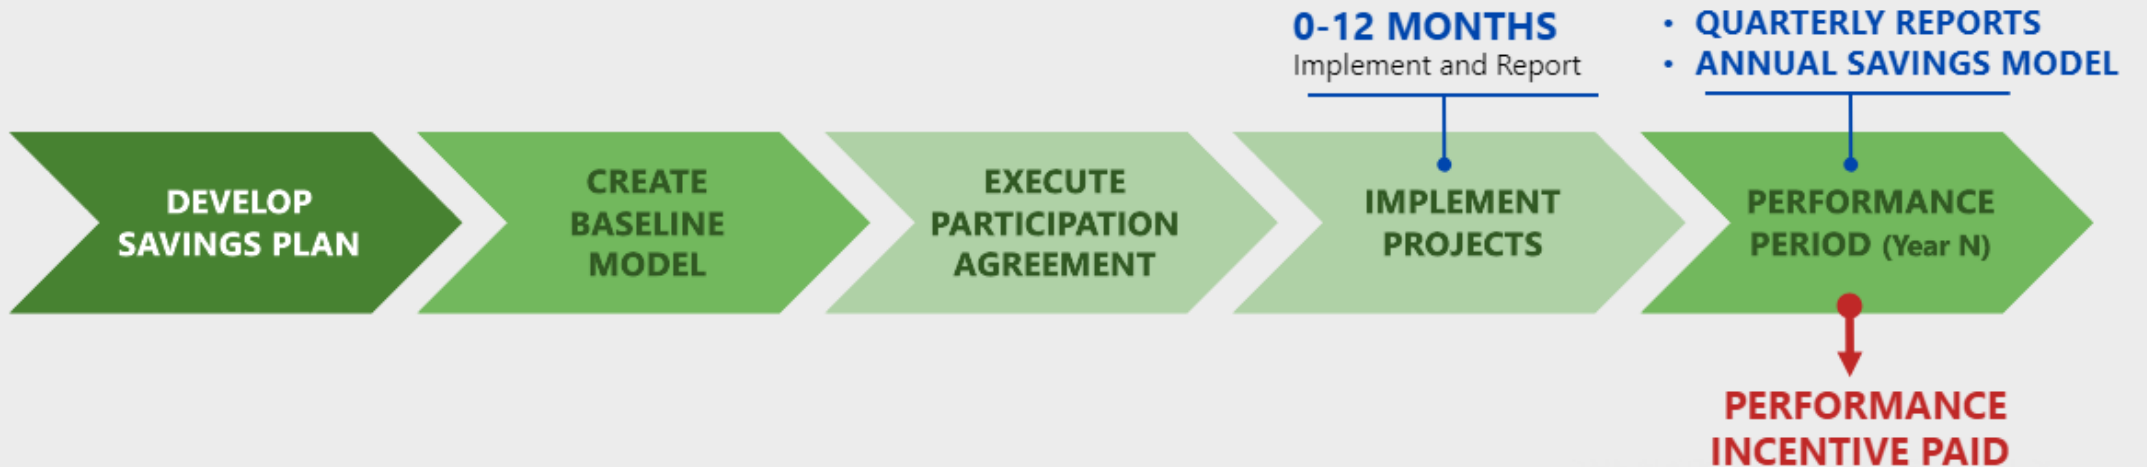 0-12 MONTHS
Implement and Report
• QUARTERLY REPORTS
• ANNUAL SAVINGS MODEL
DEVELOP
SAVINGS PLAN
CREATE
BASELINE
MODEL
EXECUTE
PARTICIPATION
AGREEMENT
IMPLEMENT
PROJECTS
PERFORMANCE
PERIOD (Year N)
PERFORMANCE
INCENTIVE PAID